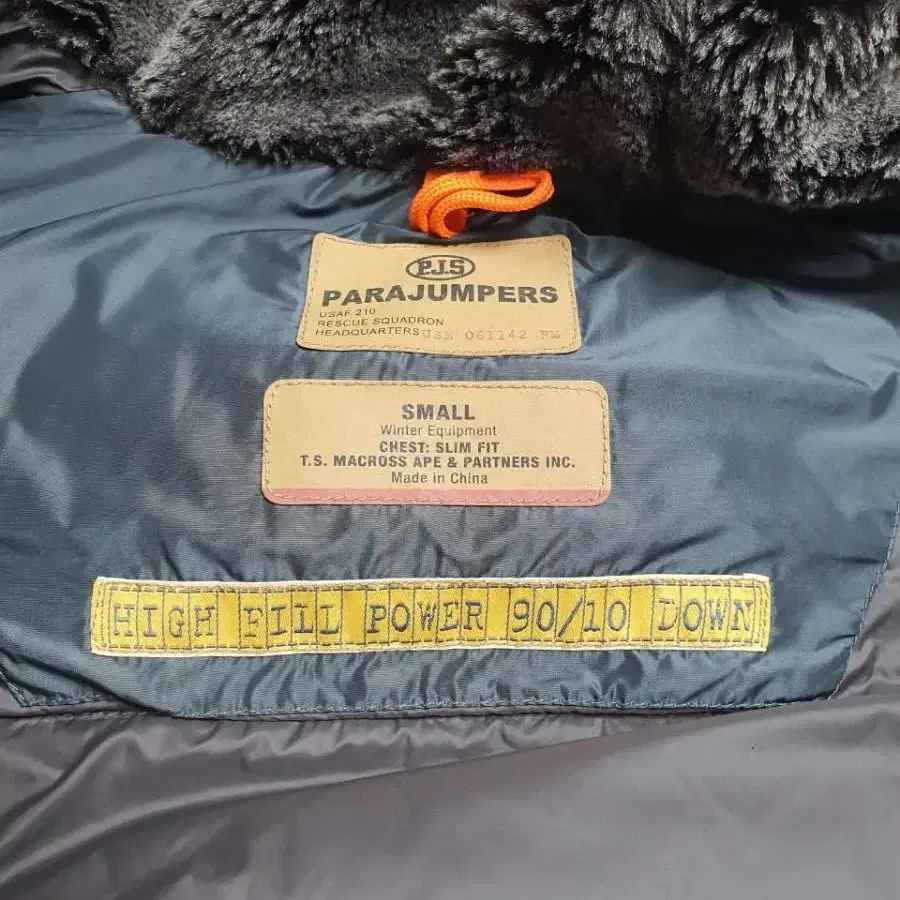 P.J.S
PARAJUMPERS
USAF 210
RESCUE SQUADRON
HEADQUARTERS USE 061142 RM
SMALL
Winter Equipment
CHEST: SLIM FIT
T.S. MACROSS APE & PARTNERS INC.
Made in China
HIGH FILL POWER 90/10 DOWN